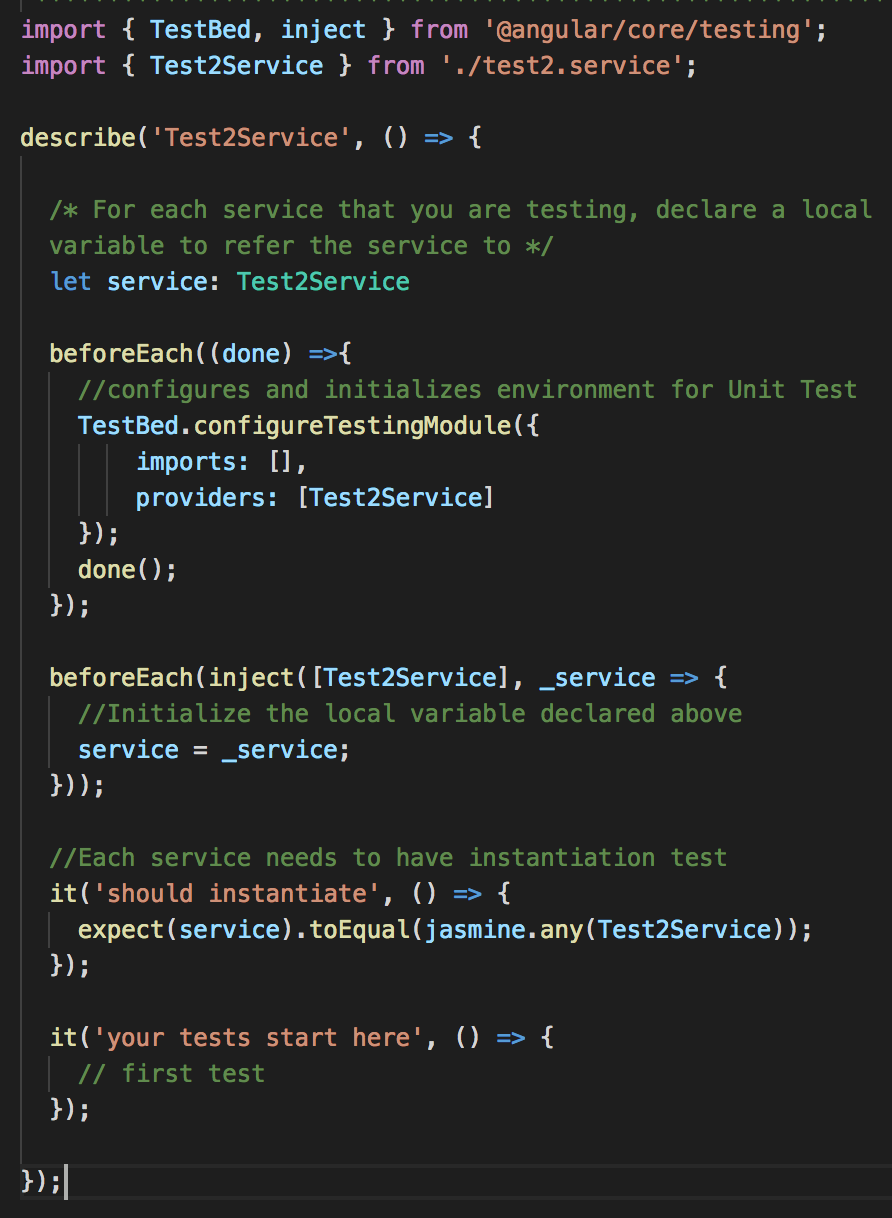 import { TestBed, inject } from '@angular/core/testing';
import { Test2Service } from './test2.service';

describe('Test2Service', () => {

  /* For each service that you are testing, declare a local
  variable to refer the service to */
  let service: Test2Service

  beforeEach((done) =>{
    //configures and initializes environment for Unit Test
    TestBed.configureTestingModule({
        imports: [],
        providers: [Test2Service]
    });
    done();
  });

  beforeEach(inject([Test2Service], _service => {
    //Initialize the local variable declared above
    service = _service;
  }));

  //Each service needs to have instantiation test
  it('should instantiate', () => {
    expect(service).toEqual(jasmine.any(Test2Service));
  });

  it('your tests start here', () => {
    // first test
  });

});